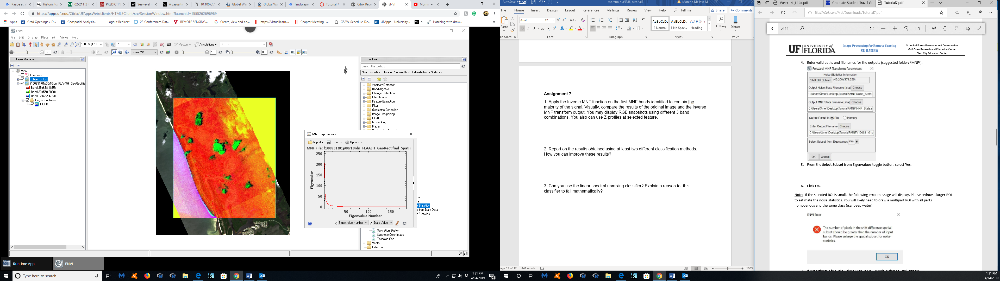 Raabe et a
Historic to
02-211_2_
PREDICTIN
Sea-level r
A casualty
10.1007/s
Global Wa
Global Wa
landscape
Tutorial 7
Citrix Rece
ENVI
Morni
https://apps.ufl.edu/Citrix/UFAppsWeb/clients/HTML5Client/src/SessionWindow.html?launchid=1555262696969
Apps
Grad Openings » D...
Geospatial Analysis...
Logout Redirect
23 Conferences Dat...
REMOTE SENSING...
Create, view and ed...
https://virtuallearn...
Chapter Meeting –...
GSAW-Schedule-De...
UFApps - University...
a
Hatching with draw...
ENVI
File Edit Display Placemarks Views Help
100.0% (1:1.0
0°
Vectors
Annotations
Go To
50
20
Linear 2%
10
0
Layer Manager
View
Overview
subset_output
f100831t01p00r10rdn_FLAASH_GeoRectifie
Band 29 (638.1865)
Band 20 (550.3000)
Band 12 (472.4773)
Regions of Interest
ROI #3
N
Toolbox
Search the toolbox
/Transform/MNF Rotation/Forward MNF Estimate Noise Statistics
Anomaly Detection
Band Algebra
Change Detection
Classification
Feature Extraction
Filter
Geometric Correction
Image Sharpening
LiDAR
Mosaicking
Radar
MNF Eigenvalues
Import
Export
Options
MNF File: f100831t01p00r10rdn_FLAASH_GeoRectified_Spatia
250
200
150
100
50
0
Eigenvalue
50 100 150
Eigenvalue Number
X: Eigenvalue Number
Y: Data Value
tra
ra
e Statistics
s from Dark Data
e Statistics
Saturation Stretch
Synthetic Color Image
Tasseled Cap
Vector
Extensions
Runtime App
ENVI
Type here to search
1:31 PM
4/14/2019
21
AutoSave Off
moreno_sur5386_tutorial7
Moreno,Melissa M
File Home Insert Draw Design Layout References Mailings Review View Help Tell me
Share
Comments
Paste
Arial
12
AaBbCcDc
AaBbCcDc
AaBbCc
¶ Normal
¶ No Spac...
Heading 1
Editing
Dictate
lipboard
Font
Paragraph
Styles
Voice
Assignment 7:
1. Apply the Inverse MNF function on the first MNF bands identified to contain the
majority of the signal. Visually, compare the results of the original image and the inverse
MNF transform output. You may display RGB snapshots using different 3-band
combinations. You also can use Z-profiles at selected feature.
2. Report on the results obtained using at least two different classification methods.
How you can improve these results?
3. Can you use the linear spectral unmixing classifier? Explain a reason for this
classifier to fail mathematically?
age 12 of 12
441 words
100%
Week 14 _Lidar.pdf
Graduate Student Travel Gra
Tutorial7.pdf
file:///C:/Users/Mel/Downloads/Tutorial7.pdf
6 of 14
UF UNIVERSITY of FLORIDA
Image Processing for Remote Sensing
SUR5386
School of Forest Resources and Conservation
Gulf Coast Research and Education Center
Plant City Education Center
4. Enter valid paths and filenames for the outputs (suggested folder: \MNF\).
Forward MNF Transform Parameters
Noise Statistics Information
Shift Diff Subset (46:200)(171:259)
Output Noise Stats Filename [.sta] Choose
C:\Users\Ömer\Desktop\Tutorial7\MNF\Noise_Stats.
Output MNF Stats Filename [.sta] Choose
C:\Users\Ömer\Desktop\Tutorial7\MNF\MNF_Stats.s
Output Result to File Memory
Enter Output Filename Choose
C:\Users\Ömer\Desktop\Tutorial7\MNF\f100831t01p
Select Subset from Eigenvalues Yes
OK Cancel
5. From the Select Subset from Eigenvalues toggle button, select Yes.
6. Click OK.
Note: If the selected ROI is small, the following error message will display. Please redraw a larger ROI
to estimate the noise statistics. You will likely need to draw a multipart ROI with all parts
homogenous and the same class (e.g. deep water).
ENVI Error
The number of pixels in the shift difference spatial
subset should be greater than the number of input
bands. Please enlarge the spatial subset for noise
statistics.
OK
1:31 PM
4/14/2019